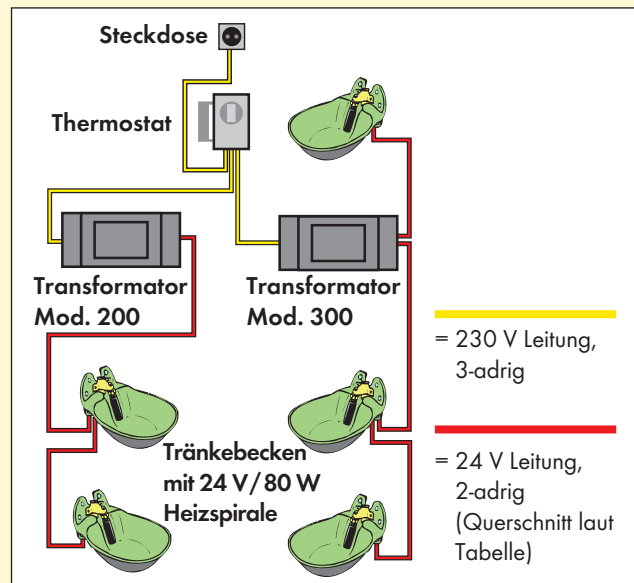 Steckdose
Thermostat
Transformator
Mod. 200
Transformator
Mod. 300
= 230 V Leitung,
3-adrig
Tränkebecken
mit 24 V/80 W
Heizspirale
= 24 V Leitung,
2-adrig
(Querschnitt laut
Tabelle)